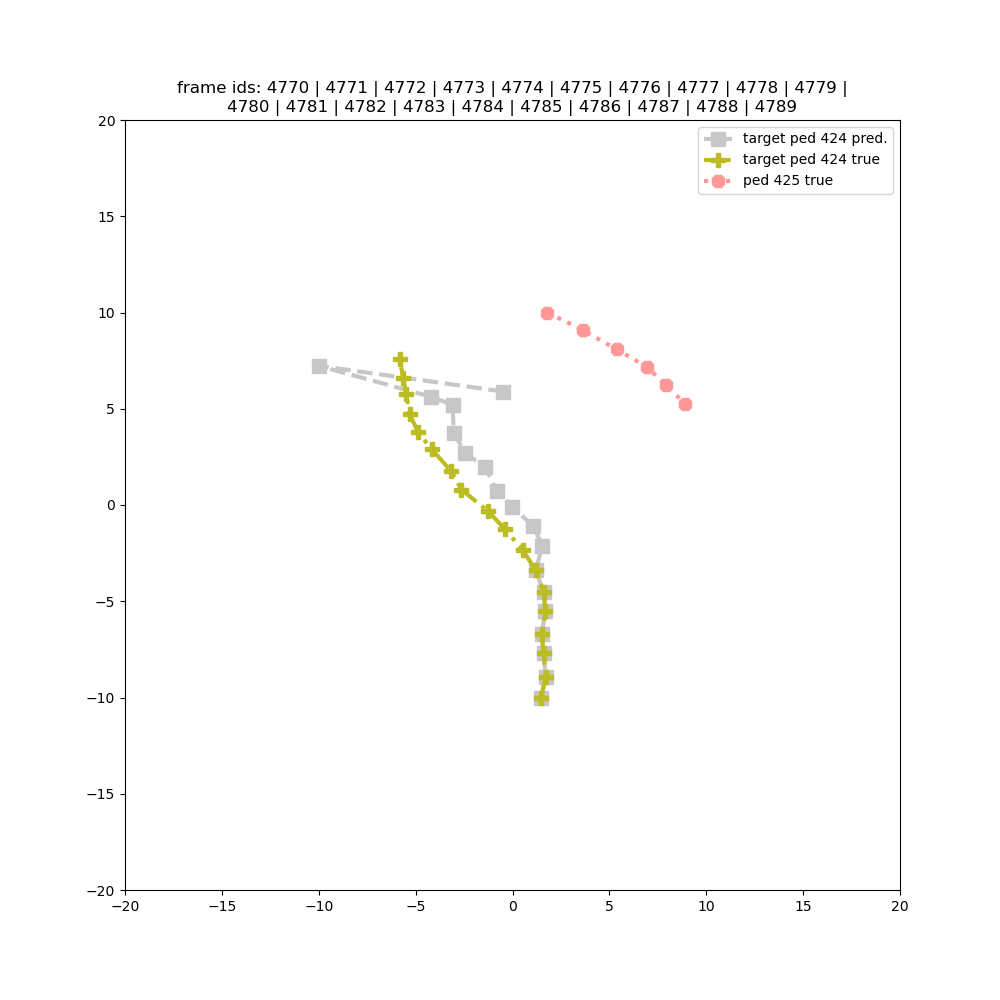 frame ids: 4770 | 4771 | 4772 | 4773 | 4774 | 4775 | 4776 | 4777 | 4778 | 4779 |
4780 | 4781 | 4782 | 4783 | 4784 | 4785 | 4786 | 4787 | 4788 | 4789
target ped 424 pred.
target ped 424 true
ped 425 true
20
15
10
5
0
−5
−10
−15
−20
−20 −15 −10 −5 0 5 10 15 20